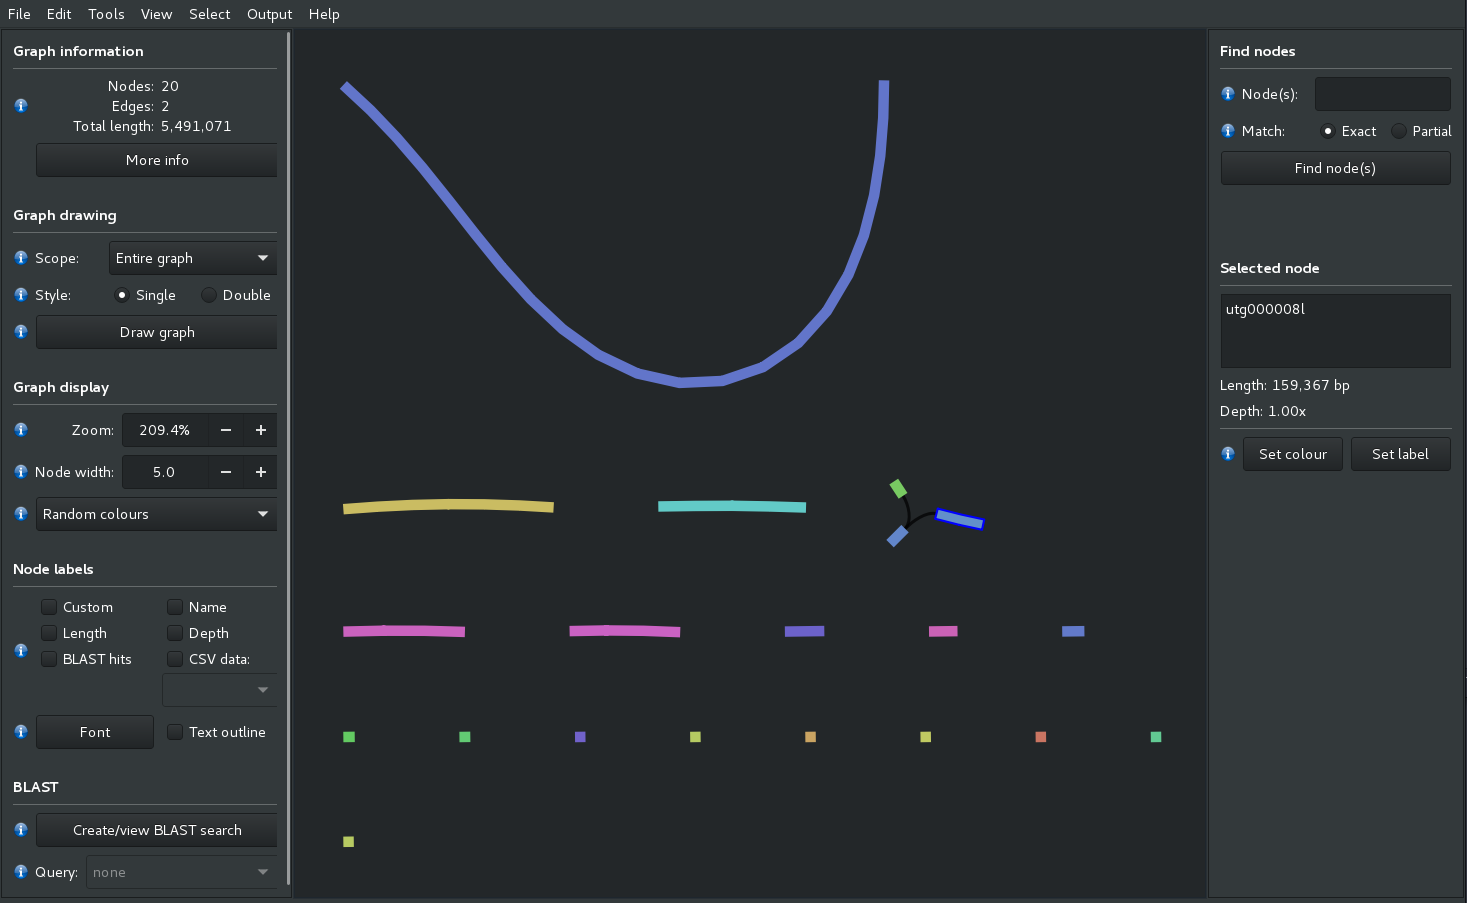 File Edit Tools View Select Output Help
Graph information
Nodes: 20
Edges: 2
Total length: 5,491,071
More info
Graph drawing
Scope: Entire graph
Style: Single Double
Draw graph
Graph display
Zoom: 209.4% − +
Node width: 5.0 − +
Random colours
Node labels
Custom Name
Length Depth
BLAST hits CSV data:
Font Text outline
BLAST
Create/view BLAST search
Query: none
Find nodes
Node(s):
Match: Exact Partial
Find node(s)
Selected node
utg000008l
Length: 159,367 bp
Depth: 1.00x
Set colour Set label